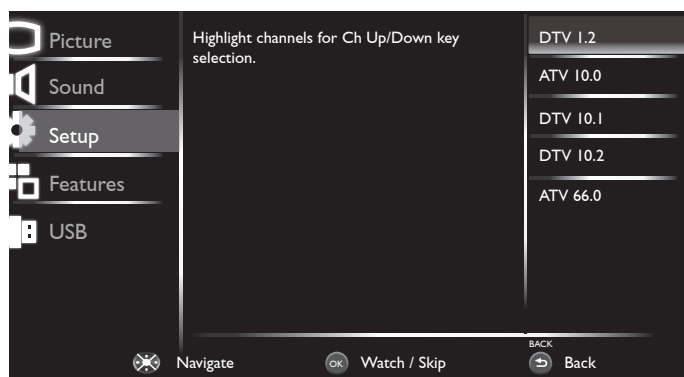 Picture
Sound
Setup
Features
USB
Highlight channels for Ch Up/Down key
selection.
DTV 1.2
ATV 10.0
DTV 10.1
DTV 10.2
ATV 66.0
Navigate
OK Watch / Skip
BACK
Back